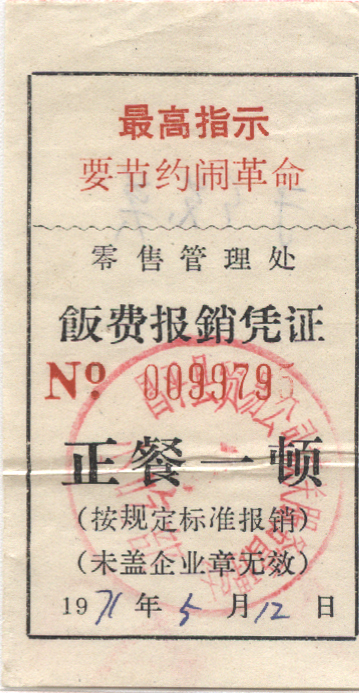 最高指示
要节约闹革命
零售管理处
飯费报銷凭证
No 009979
正餐一顿
(按规定标准报销)
(未盖企业章无效)
1971年5月12日